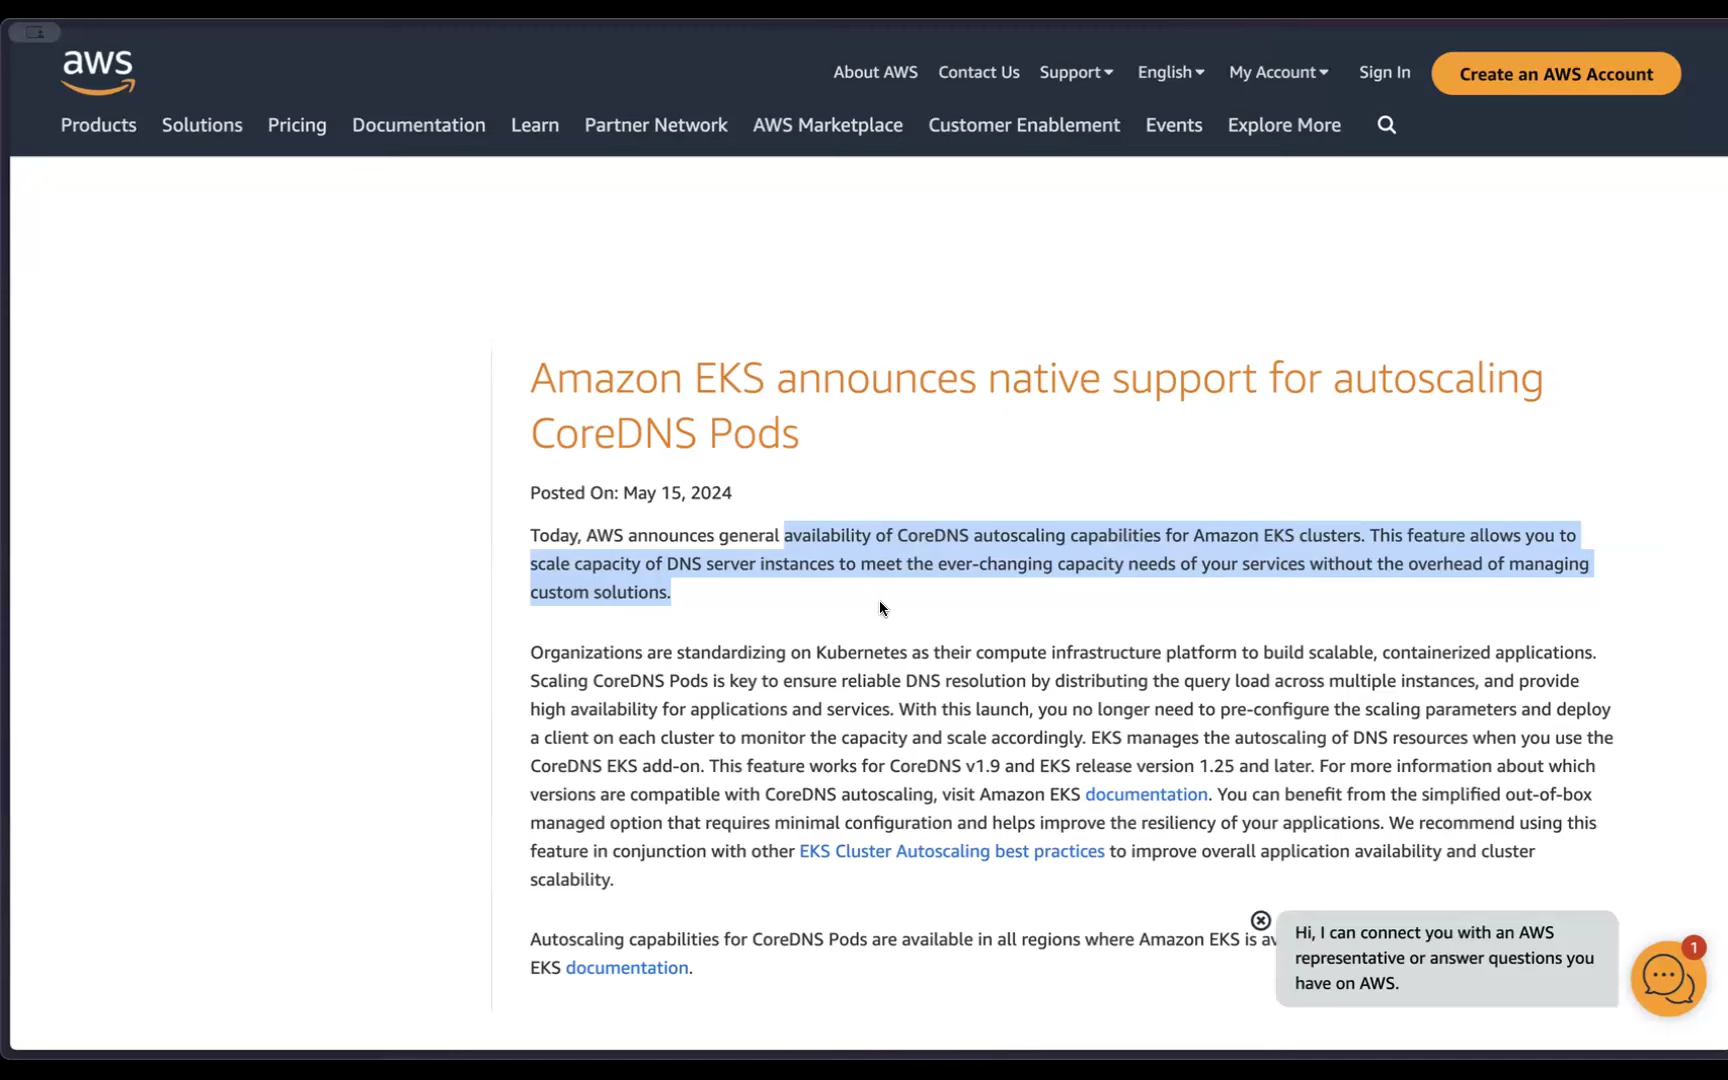 aws
About AWS Contact Us Support English My Account Sign In Create an AWS Account
Products Solutions Pricing Documentation Learn Partner Network AWS Marketplace Customer Enablement Events Explore More
Amazon EKS announces native support for autoscaling
CoreDNS Pods
Posted On: May 15, 2024
Today, AWS announces general availability of CoreDNS autoscaling capabilities for Amazon EKS clusters. This feature allows you to
scale capacity of DNS server instances to meet the ever-changing capacity needs of your services without the overhead of managing
custom solutions.
Organizations are standardizing on Kubernetes as their compute infrastructure platform to build scalable, containerized applications.
Scaling CoreDNS Pods is key to ensure reliable DNS resolution by distributing the query load across multiple instances, and provide
high availability for applications and services. With this launch, you no longer need to pre-configure the scaling parameters and deploy
a client on each cluster to monitor the capacity and scale accordingly. EKS manages the autoscaling of DNS resources when you use the
CoreDNS EKS add-on. This feature works for CoreDNS v1.9 and EKS release version 1.25 and later. For more information about which
versions are compatible with CoreDNS autoscaling, visit Amazon EKS documentation. You can benefit from the simplified out-of-box
managed option that requires minimal configuration and helps improve the resiliency of your applications. We recommend using this
feature in conjunction with other EKS Cluster Autoscaling best practices to improve overall application availability and cluster
scalability.
Autoscaling capabilities for CoreDNS Pods are available in all regions where Amazon EKS is
EKS documentation.
Hi, I can connect you with an AWS
representative or answer questions you
have on AWS.
1